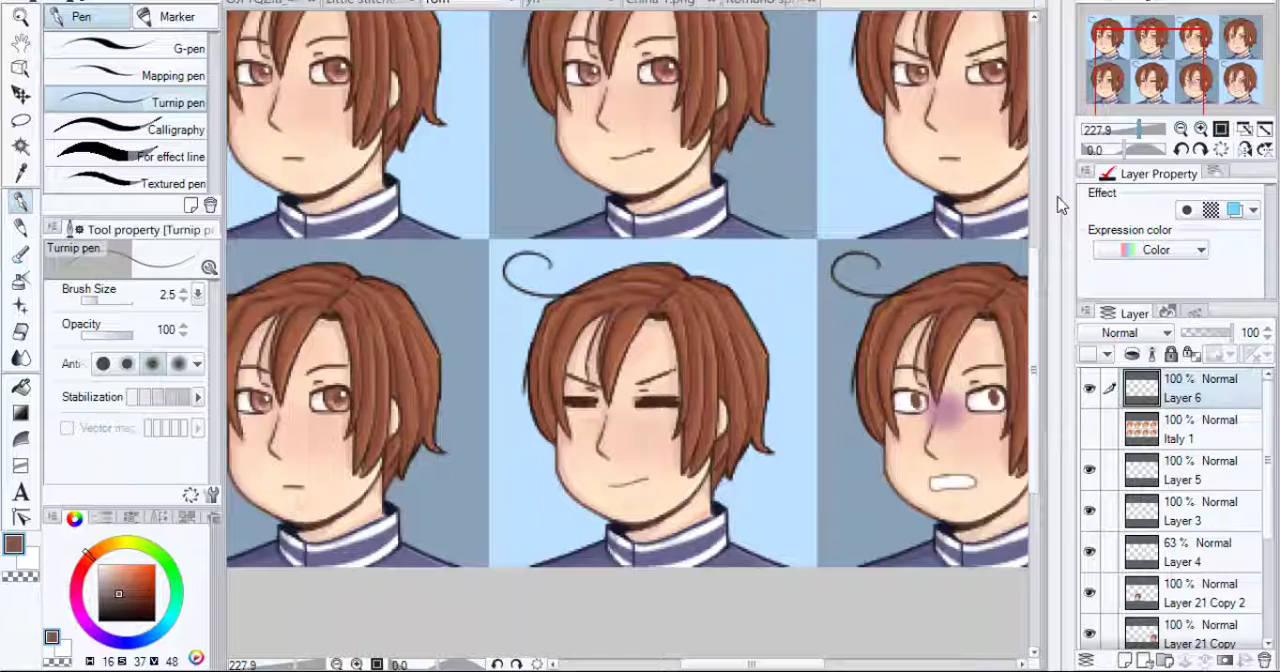 Pen
Marker
G-pen
Mapping pen
Turnip pen
Calligraphy
For effect line
Textured pen
Tool property [Turnip p
Turnip pen
Brush Size
2.5
Opacity
100
Anti-
Stabilization
Vector ma
A
H 16 S 37 V 48
China 1.png
227.9
0.0
227.9
0.0
Layer Property
Effect
Expression color
Color
Layer
Normal
100
100 % Normal
Layer 6
100 % Normal
Italy 1
100 % Normal
Layer 5
100 % Normal
Layer 3
63 % Normal
Layer 4
100 % Normal
Layer 21 Copy 2
100 % Normal
Layer 21 Copy